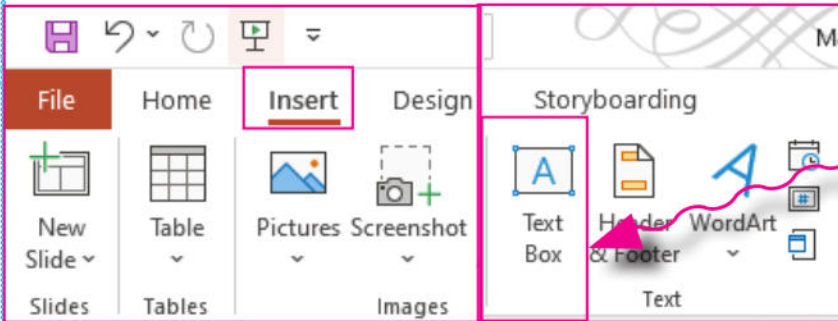 File Home Insert Design Storyboarding
New Slide Table Pictures Screenshot Text Box Header & Footer WordArt
Slides Tables Images Text